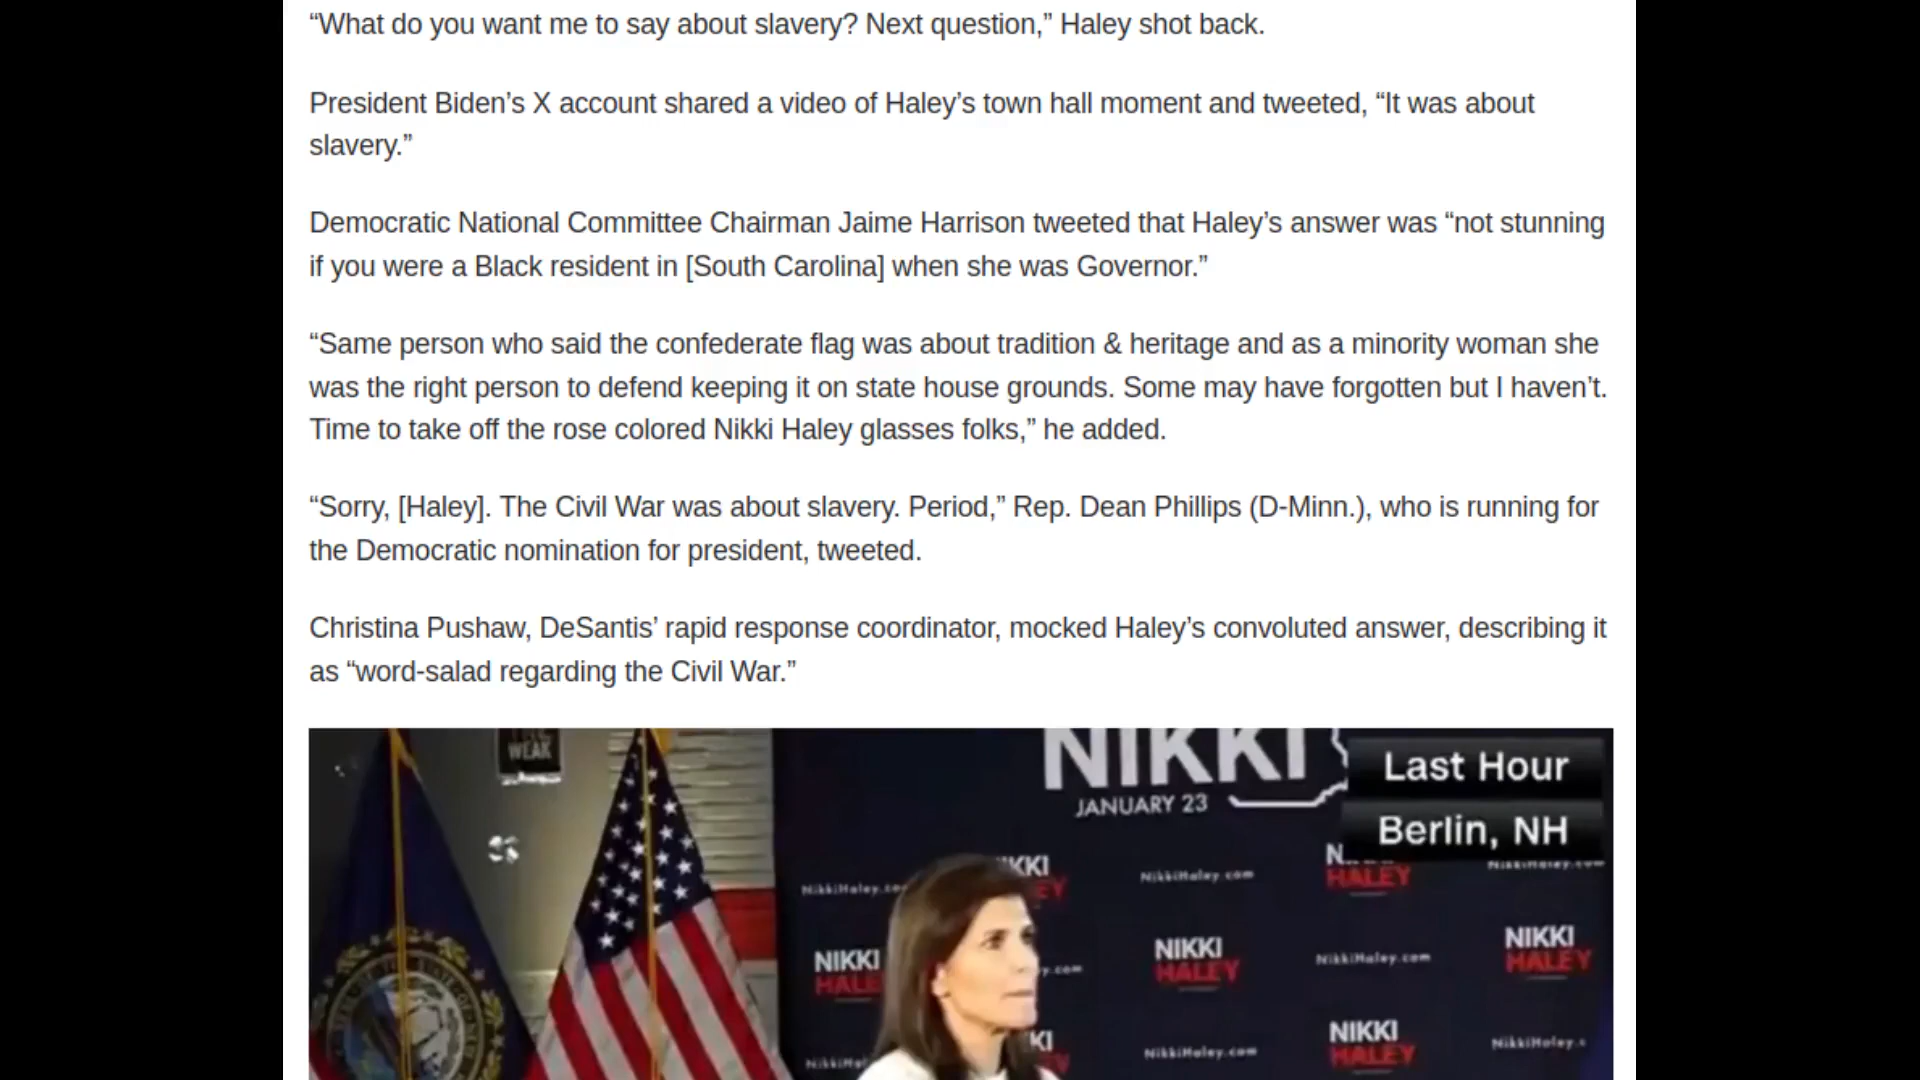 “What do you want me to say about slavery? Next question,” Haley shot back.
President Biden’s X account shared a video of Haley’s town hall moment and tweeted, “It was about
slavery.”
Democratic National Committee Chairman Jaime Harrison tweeted that Haley’s answer was “not stunning
if you were a Black resident in [South Carolina] when she was Governor.”
“Same person who said the confederate flag was about tradition & heritage and as a minority woman she
was the right person to defend keeping it on state house grounds. Some may have forgotten but I haven’t.
Time to take off the rose colored Nikki Haley glasses folks,” he added.
“Sorry, [Haley]. The Civil War was about slavery. Period,” Rep. Dean Phillips (D-Minn.), who is running for
the Democratic nomination for president, tweeted.
Christina Pushaw, DeSantis’ rapid response coordinator, mocked Haley’s convoluted answer, describing it
as “word-salad regarding the Civil War.”
WEAK
NIKKI
JANUARY 23
Last Hour
Berlin, NH
NikkiHaley.com
HALEY
NIKKI
NIKKI
HALEY
NikkiHaley.com
NIKKI
HALEY
NikkiHaley.com
NIKKI
HALEY